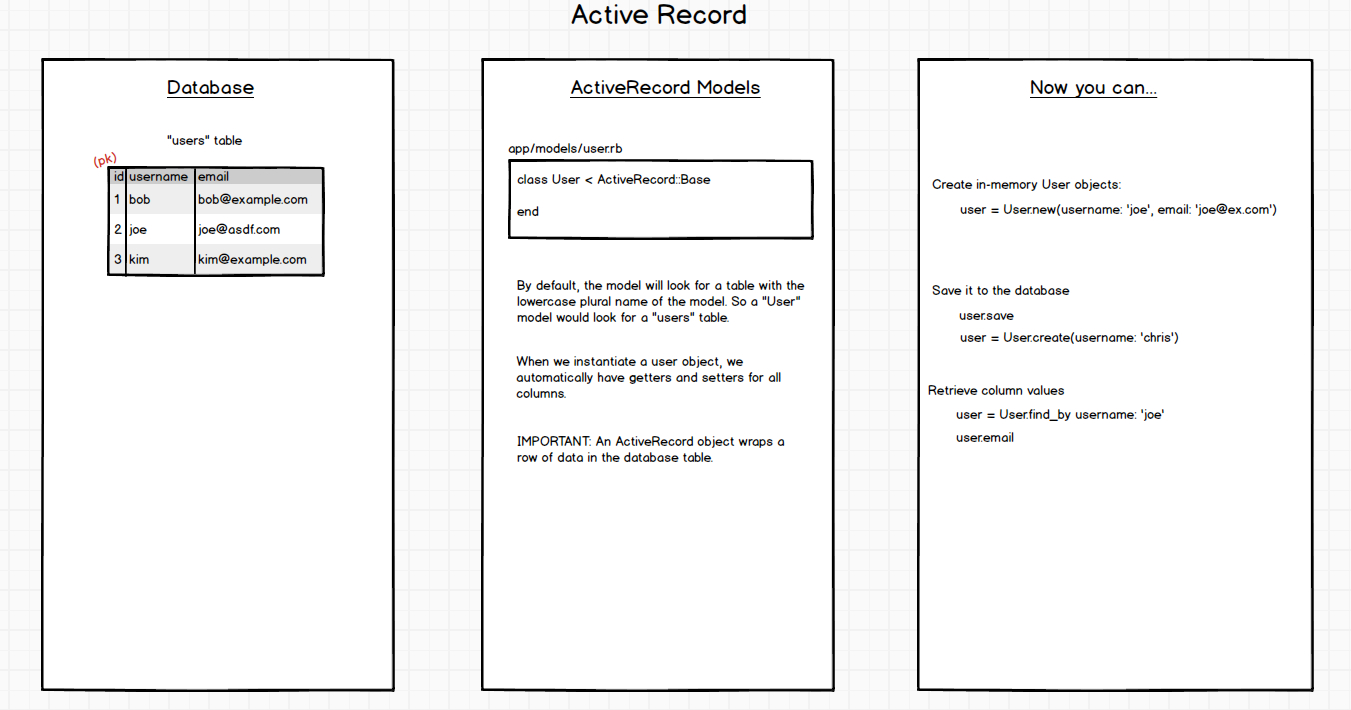 Active Record
Database
"users" table
(pk)
id username email
1 bob bob@example.com
2 joe joe@asdf.com
3 kim kim@example.com
ActiveRecord Models
app/models/user.rb
class User < ActiveRecord::Base
end
By default, the model will look for a table with the
lowercase plural name of the model. So a "User"
model would look for a "users" table.
When we instantiate a user object, we
automatically have getters and setters for all
columns.
IMPORTANT: An ActiveRecord object wraps a
row of data in the database table.
Now you can...
Create in-memory User objects:
user = User.new(username: 'joe', email: 'joe@ex.com')
Save it to the database
user.save
user = User.create(username: 'chris')
Retrieve column values
user = User.find_by username: 'joe'
user.email